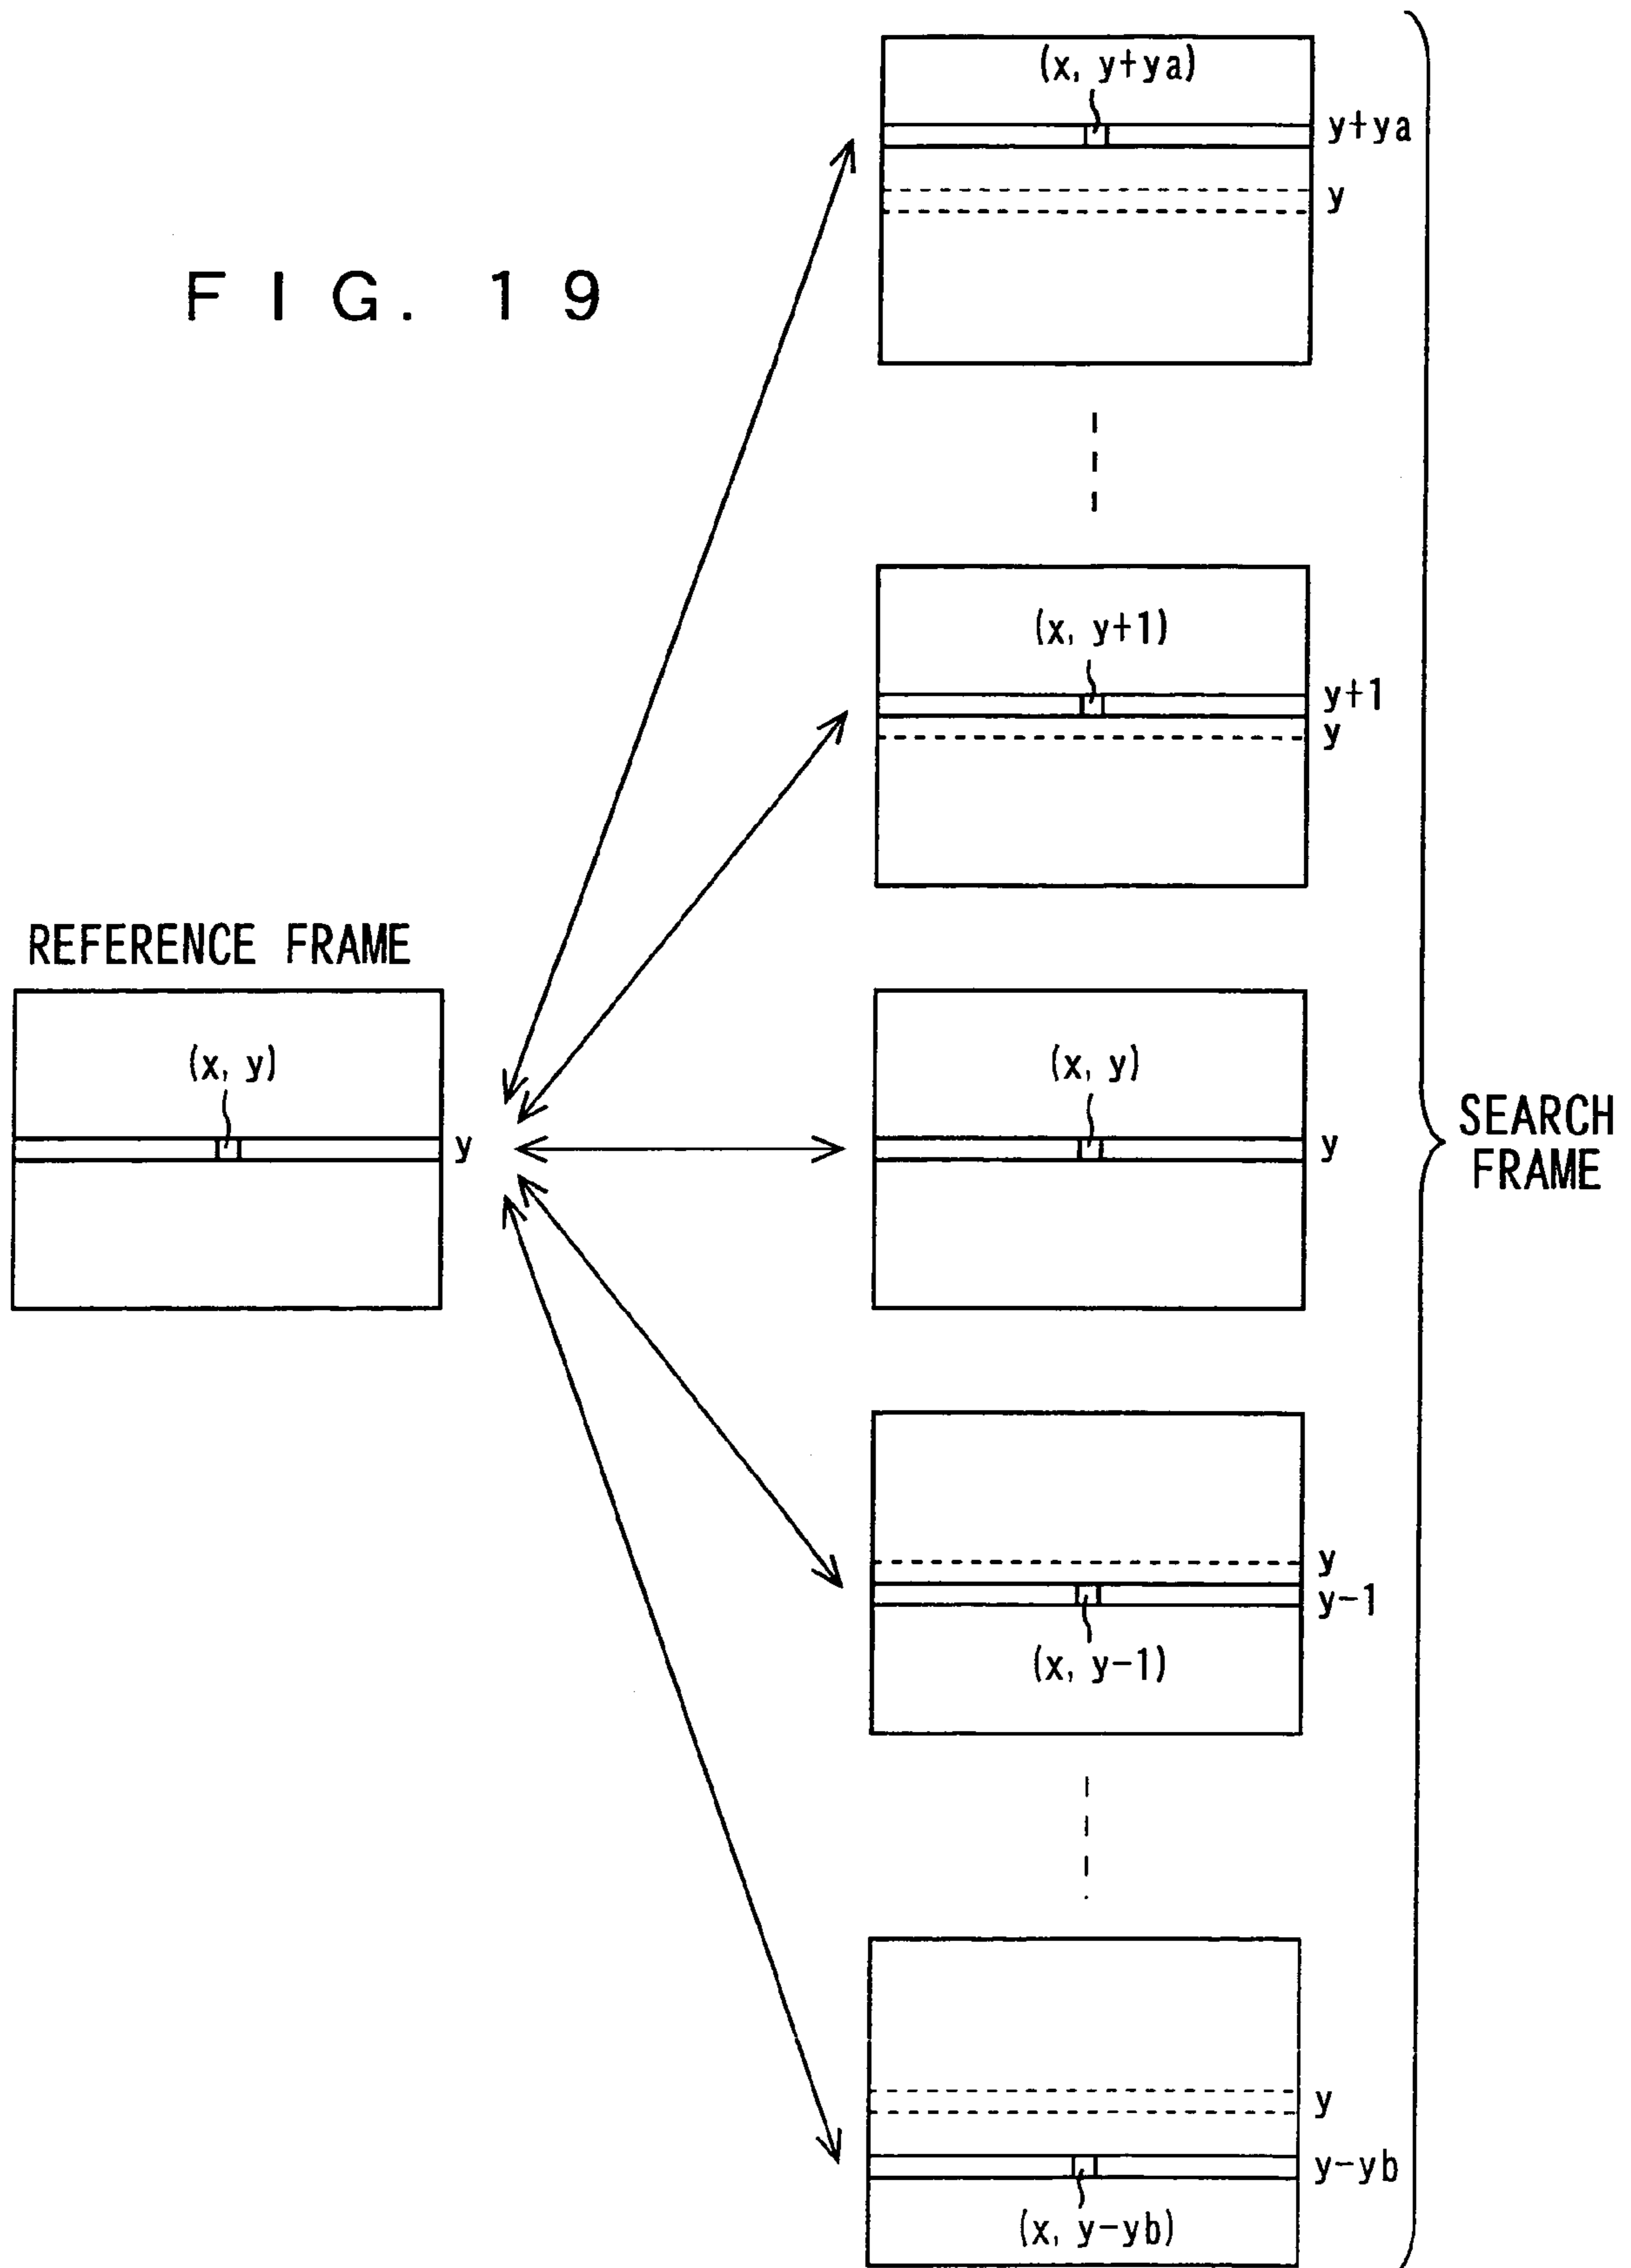 FIG. 19
(x, y+ya)
y+ya
y
(x, y+1)
y+1
y
REFERENCE FRAME
(x, y)
y
(x, y)
y
SEARCH
FRAME
y
y-1
(x, y-1)
y
y-yb
(x, y-yb)